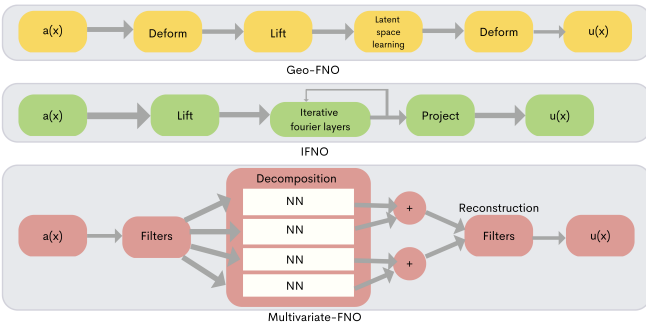 a(x)
Deform
Lift
Latent
space
learning
Deform
u(x)
Geo-FNO
a(x)
Lift
Iterative
fourier layers
Project
u(x)
IFNO
Decomposition
NN
NN
NN
NN
a(x)
Filters
+
+
Reconstruction
Filters
u(x)
Multivariate-FNO